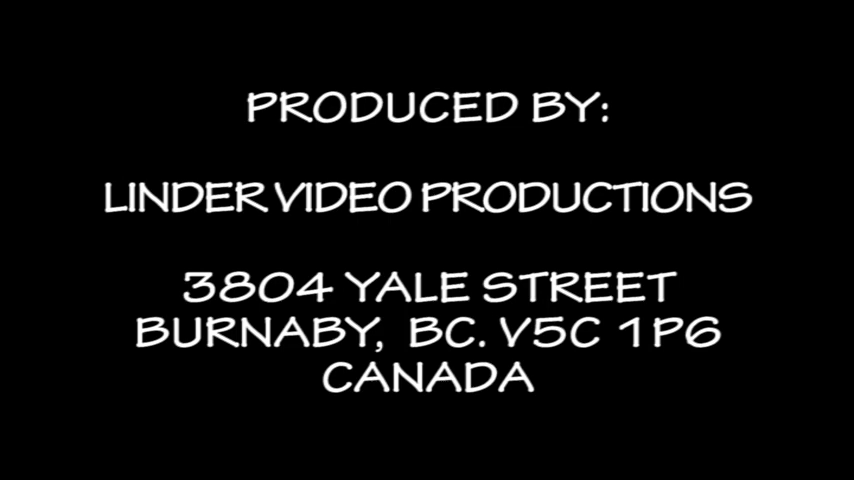 PRODUCED BY:
LINDER VIDEO PRODUCTIONS
3804 YALE STREET
BURNABY, BC. V5C 1P6
CANADA